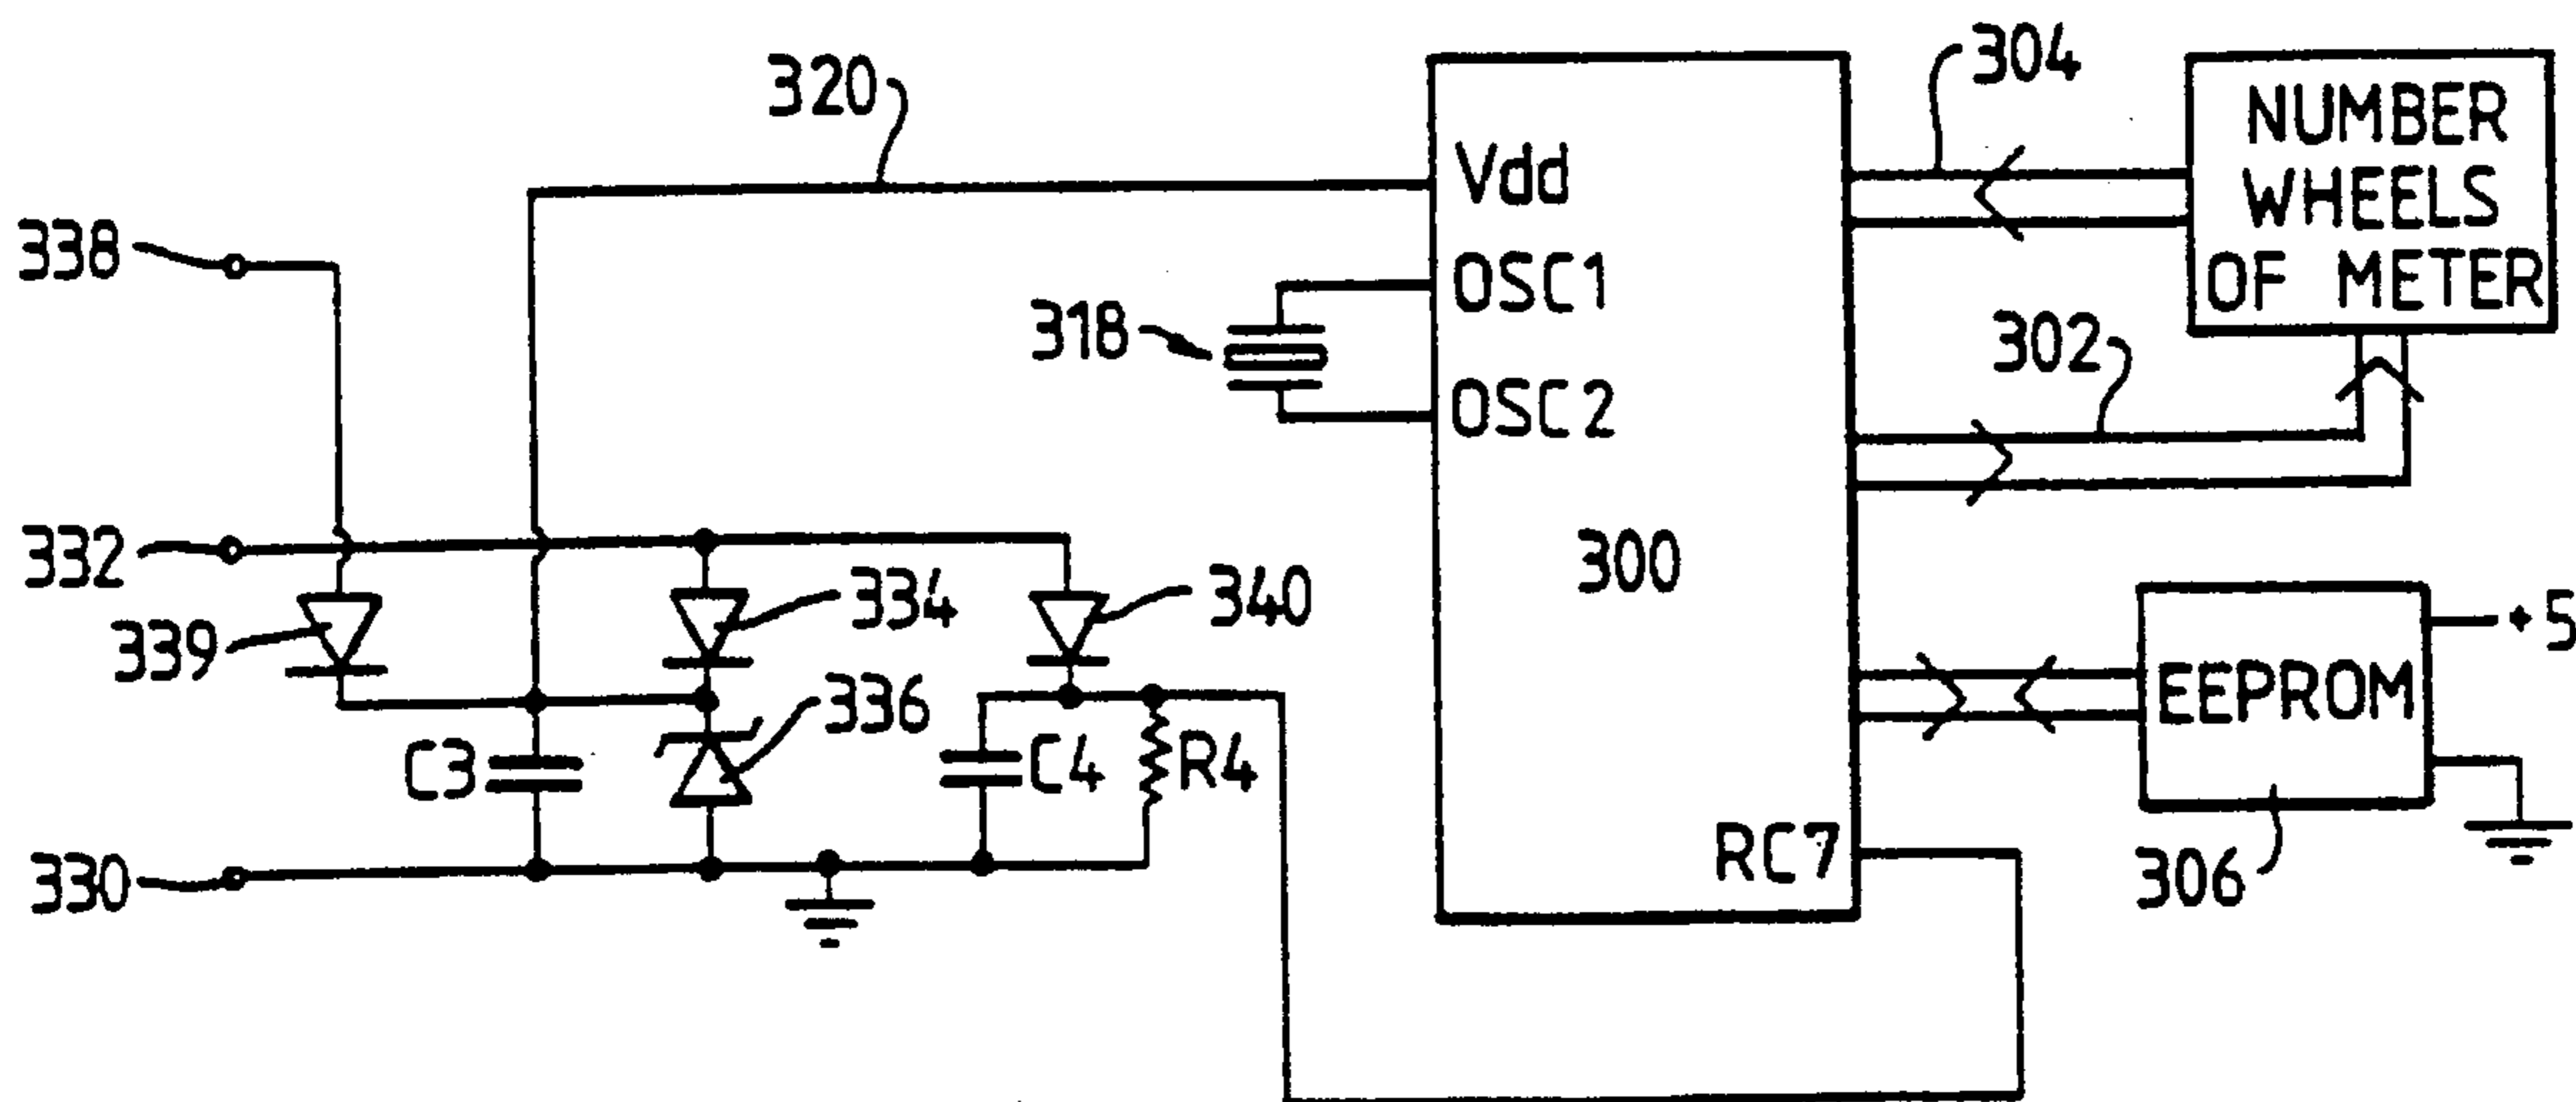 320
304
NUMBER
WHEELS
OF METER
Vdd
338
OSC1
318
302
OSC2
332
300
334
340
339
+5
336
EEPROM
C3
C4
R4
RC7
330
306